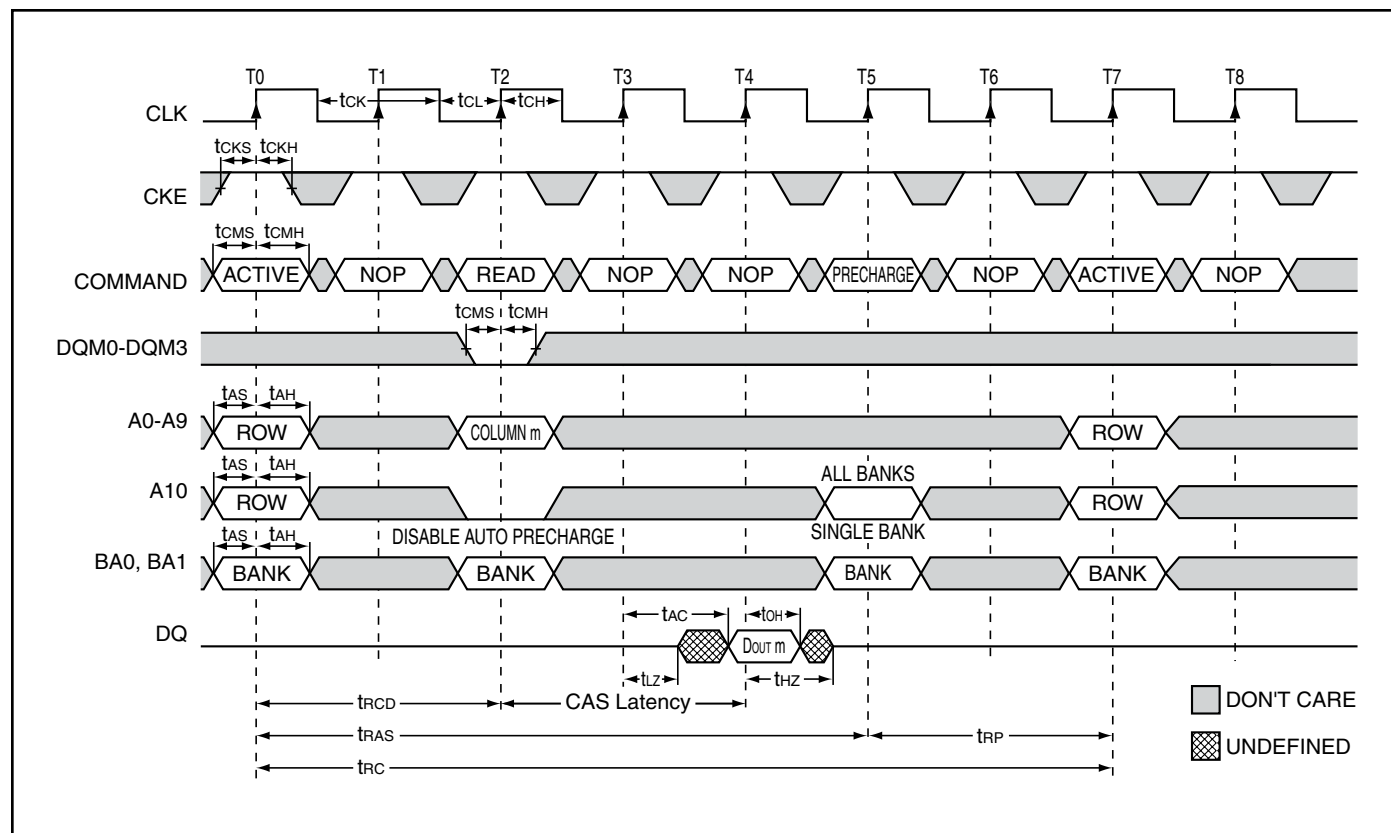 T0 T1 T2 T3 T4 T5 T6 T7 T8
tCK tCL tCH
CLK
tCKS tCKH
CKE
tCMS tCMH
COMMAND ACTIVE NOP READ NOP NOP PRECHARGE NOP ACTIVE NOP
tCMS tCMH
DQM0-DQM3
tAS tAH
A0-A9 ROW COLUMN m ROW
tAS tAH ALL BANKS
A10 ROW ROW
DISABLE AUTO PRECHARGE SINGLE BANK
tAS tAH
BA0, BA1 BANK BANK BANK BANK
tAC tOH
DQ DOUT m
tLZ tHZ
tRCD CAS Latency
DON'T CARE
tRAS tRP
UNDEFINED
tRC